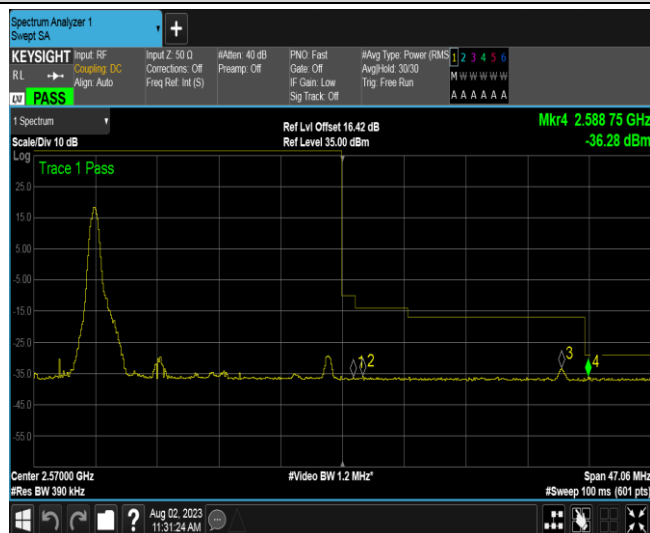 Spectrum Analyzer 1
Swept SA
+
KEYSIGHT Input: RF Input Z: 50 Ω #Atten: 40 dB PNO: Fast #Avg Type: Power (RMS 1 2 3 4 5 6
R L Coupling: DC Corrections: Off Preamp: Off Gate: Off Avg|Hold: 30/30 M W W W W W
Align: Auto Freq Ref: Int (S) IF Gain: Low Trig: Free Run
Sig Track: Off A A A A A A
LXI PASS
1 Spectrum Ref Lvl Offset 16.42 dB Mkr4 2.588 75 GHz
Scale/Div 10 dB Ref Level 35.00 dBm -36.28 dBm
Log
Trace 1 Pass
25.0
15.0
5.00
-5.00
-15.0
-25.0
-35.0
-45.0
-55.0
1 2 3 4
Center 2.57000 GHz #Video BW 1.2 MHz* Span 47.06 MHz
#Res BW 390 kHz #Sweep 100 ms (601 pts)
? Aug 02, 2023
11:31:24 AM